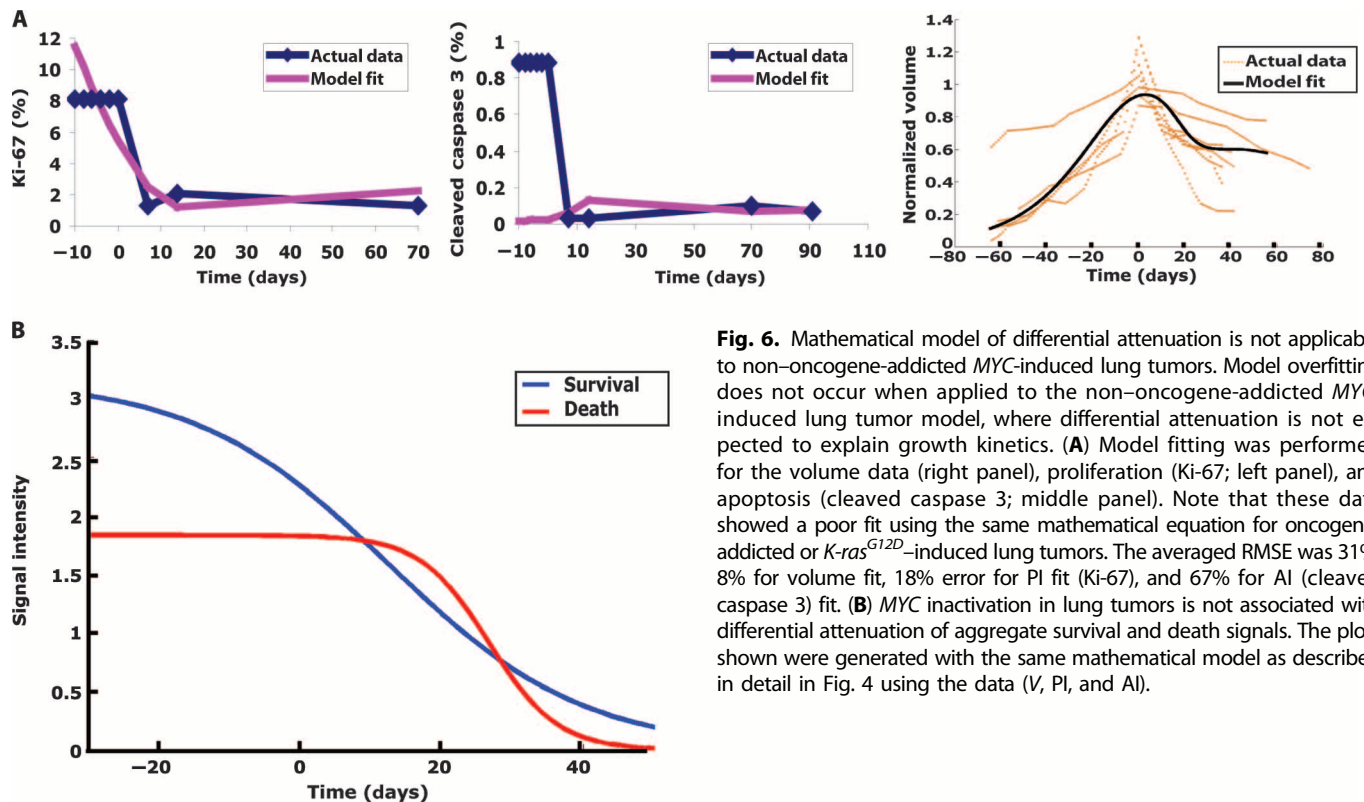 A
Ki-67 (%)
12
10
8
6
4
2
0
−10 0 10 20 30 40 50 60 70
Time (days)
Actual data
Model fit
Cleaved caspase 3 (%)
1
0.8
0.6
0.4
0.2
0
−10 10 30 50 70 90 110
Time (days)
Actual data
Model fit
Normalized volume
1.4
1.2
1.0
0.8
0.6
0.4
0.2
0
−80 −60 −40 −20 0 20 40 60 80
Time (days)
Actual data
Model fit
B
Signal intensity
3.5
3
2.5
2
1.5
1
0.5
0
−20 0 20 40
Time (days)
Survival
Death
Fig. 6. Mathematical model of differential attenuation is not applicab
to non–oncogene-addicted MYC-induced lung tumors. Model overfittin
does not occur when applied to the non–oncogene-addicted MYC
induced lung tumor model, where differential attenuation is not e
pected to explain growth kinetics. (A) Model fitting was performe
for the volume data (right panel), proliferation (Ki-67; left panel), an
apoptosis (cleaved caspase 3; middle panel). Note that these dat
showed a poor fit using the same mathematical equation for oncogen
addicted or K-rasG12D–induced lung tumors. The averaged RMSE was 31%
8% for volume fit, 18% error for PI fit (Ki-67), and 67% for AI (cleave
caspase 3) fit. (B) MYC inactivation in lung tumors is not associated wit
differential attenuation of aggregate survival and death signals. The plo
shown were generated with the same mathematical model as describe
in detail in Fig. 4 using the data (V, PI, and AI).